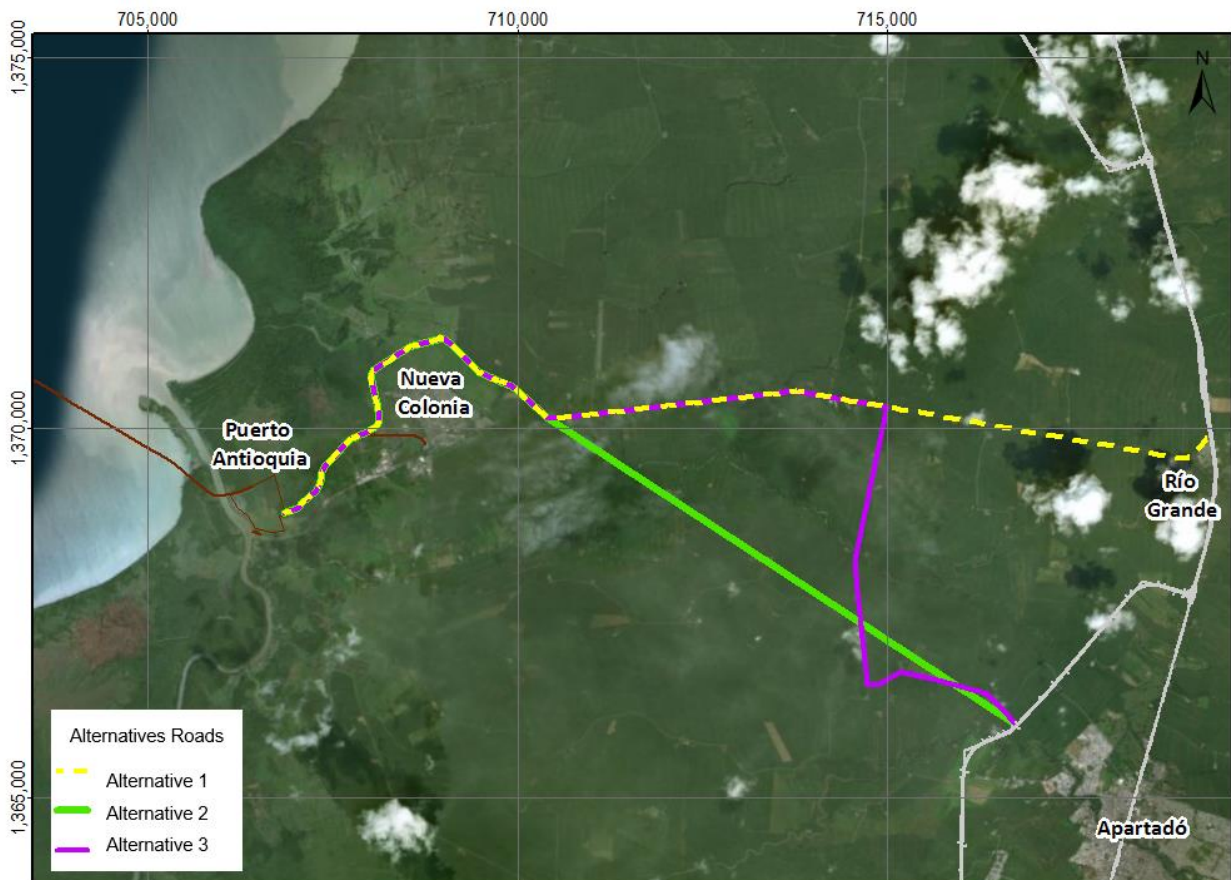 705,000
710,000
715,000
1,375,000
N
Nueva
Colonia
1,370,000
Puerto
Antioquia
Río
Grande
Alternatives Roads
Alternative 1
Alternative 2
Alternative 3
1,365,000
Apartadó